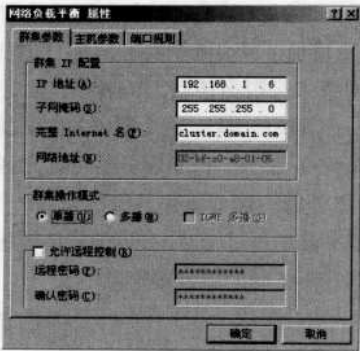 网络负载平衡 属性
群集参数 主机参数 端口规则
群集 IP 配置
IP 地址(A): 192 .168 . 1 . 6
子网掩码(S): 255 .255 .255 . 0
完整 Internet 名(F): cluster.domain.com
网络地址(N):
群集操作模式
单播(U) 多播(M) IGMP 多播(G)
允许远程控制(R)
远程密码(E): ************
确认密码(C): ************
确定 取消